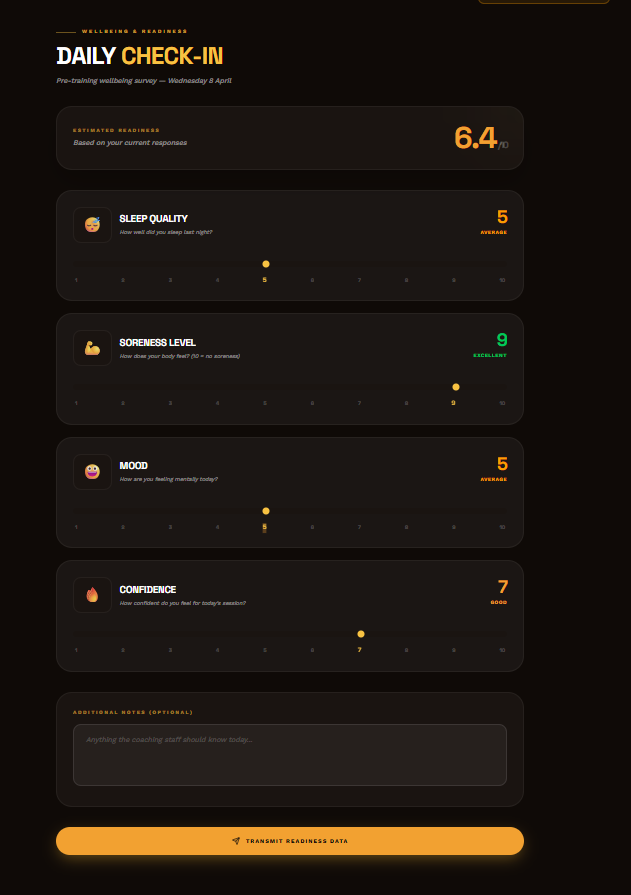 WELLBEING & READINESS
DAILY CHECK-IN
Pre-training wellbeing survey — Wednesday 8 April
ESTIMATED READINESS
Based on your current responses
6.4/10
SLEEP QUALITY
How well did you sleep last night?
5
AVERAGE
1 2 3 4 5 6 7 8 9 10
SORENESS LEVEL
How does your body feel? (10 = no soreness)
9
EXCELLENT
1 2 3 4 5 6 7 8 9 10
MOOD
How are you feeling mentally today?
5
AVERAGE
1 2 3 4 5 6 7 8 9 10
CONFIDENCE
How confident do you feel for today's session?
7
GOOD
1 2 3 4 5 6 7 8 9 10
ADDITIONAL NOTES (OPTIONAL)
Anything the coaching staff should know today...
TRANSMIT READINESS DATA